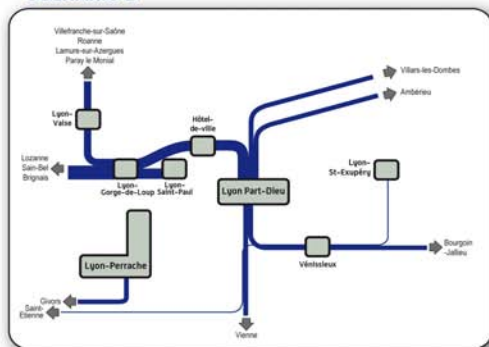 Villefranche-sur-Saône
Roanne
Lamure-sur-Azergues
Paray le Monial
Villars-les-Dombes
Ambérieu
Lyon-
Vaise
Hôtel-
de-ville
Lozanne
Sain-Bel
Brignais
Lyon-
Gorge-de-Loup
Lyon-
Saint-Paul
Lyon Part-Dieu
Lyon-
St-Exupéry
Lyon-Perrache
Vénissieux
Bourgoin
-Jallieu
Givors
Saint-
Etienne
Vienne